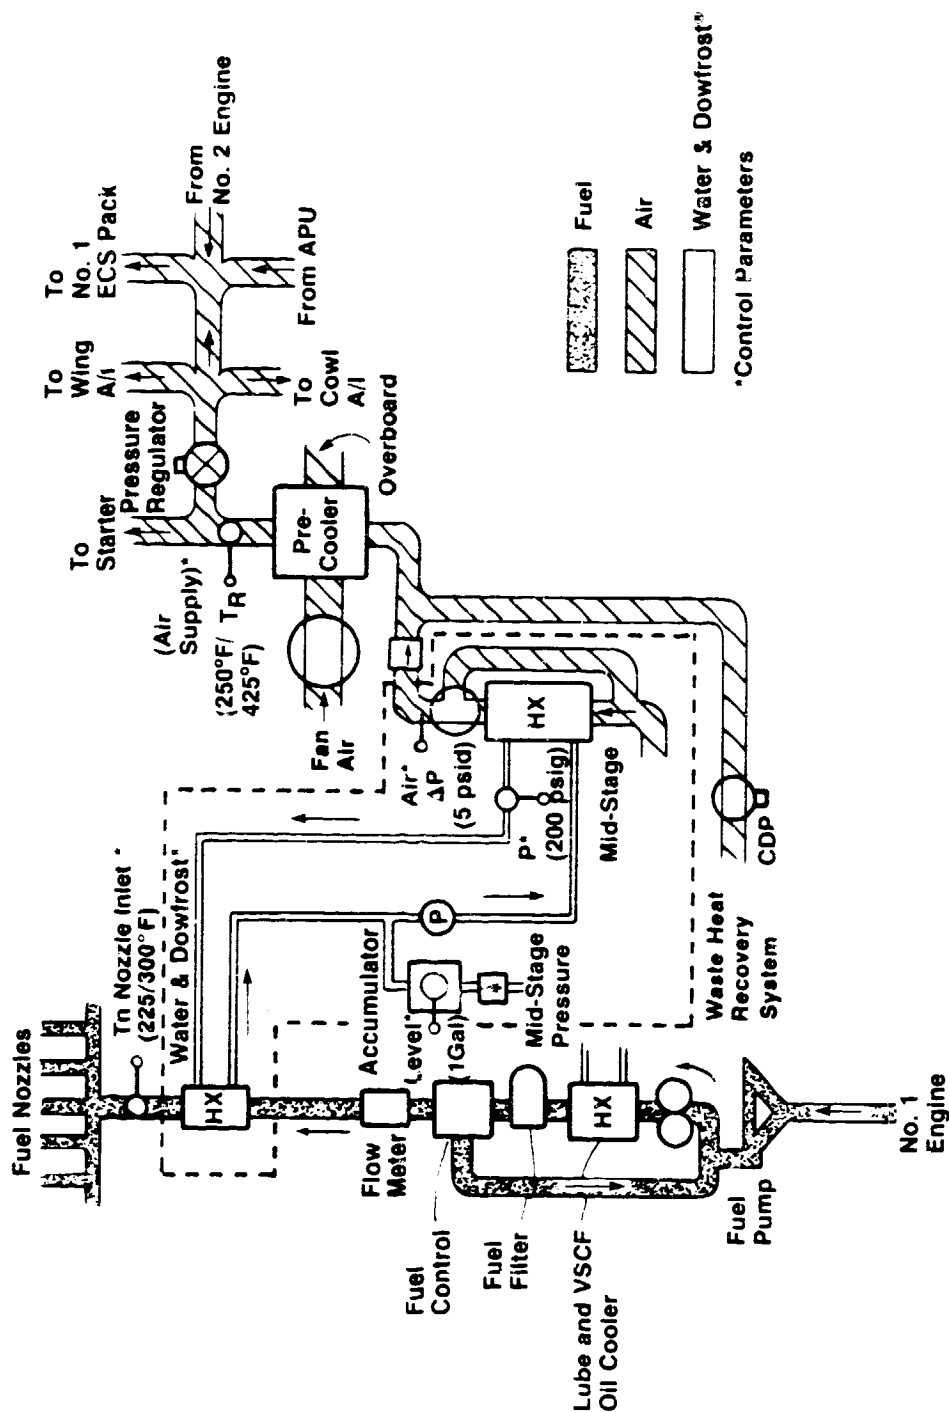 Fuel Nozzles
Tn Nozzle Inlet *
(225/300°F)
Water & Dowfrost"
HX
Flow
Meter
Accumulator
Level*
(1Gal)
Fuel
Control
Fuel
Filter
HX
Lube and VSCF
Oil Cooler
Fuel
Pump
No. 1
Engine
P
Mid-Stage
Pressure
Waste Heat
Recovery
System
P*
(200 psig)
Mid-Stage
HX
Air*
ΔP
(5 psid)
CDP
Fan
Air
Pre-
Cooler
Overboard
(Air
Supply)*
(250°F/
425°F)
TR
To
Starter
Pressure
Regulator
To
Wing
A/I
To
Cowl
A/I
To
No. 1
ECS Pack
From
No. 2 Engine
From APU
Fuel
Air
Water & Dowfrost"
*Control Parameters